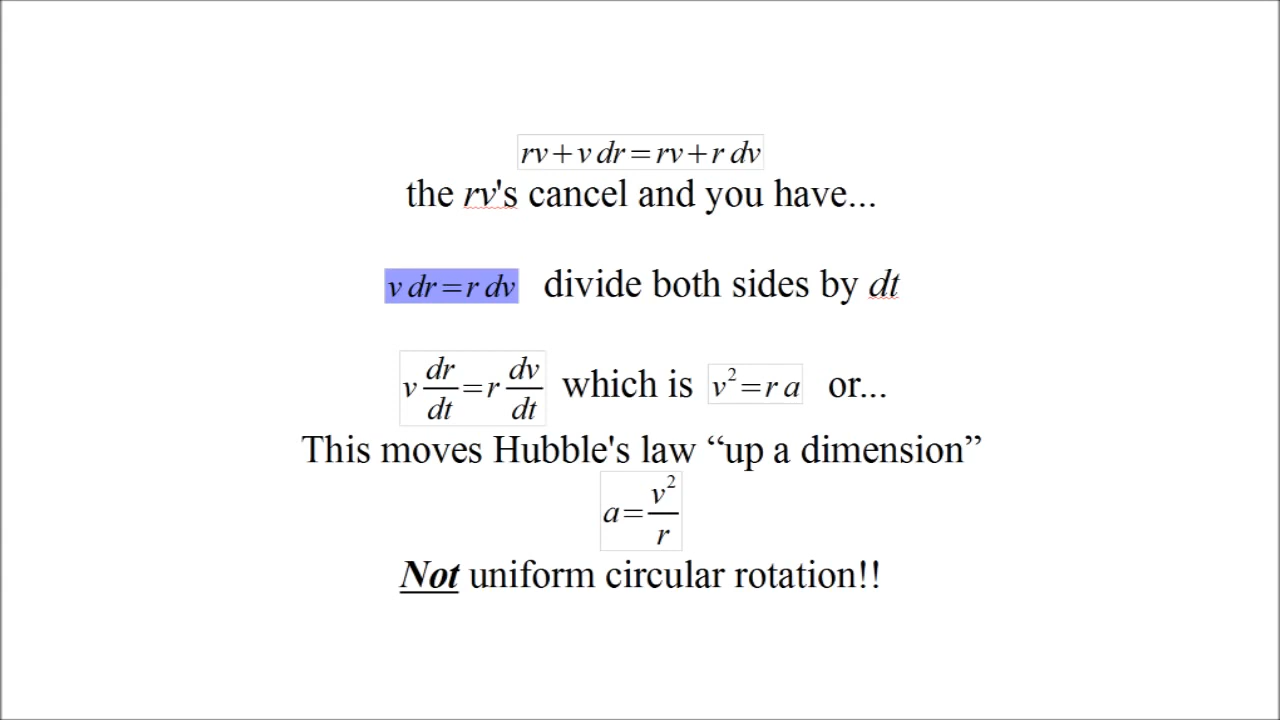 rv+v dr=rv+r dv
the rv's cancel and you have...
v dr=r dv divide both sides by dt
v dr/dt=r dv/dt which is v²=r a or...
This moves Hubble's law “up a dimension”
a=v²/r
Not uniform circular rotation!!